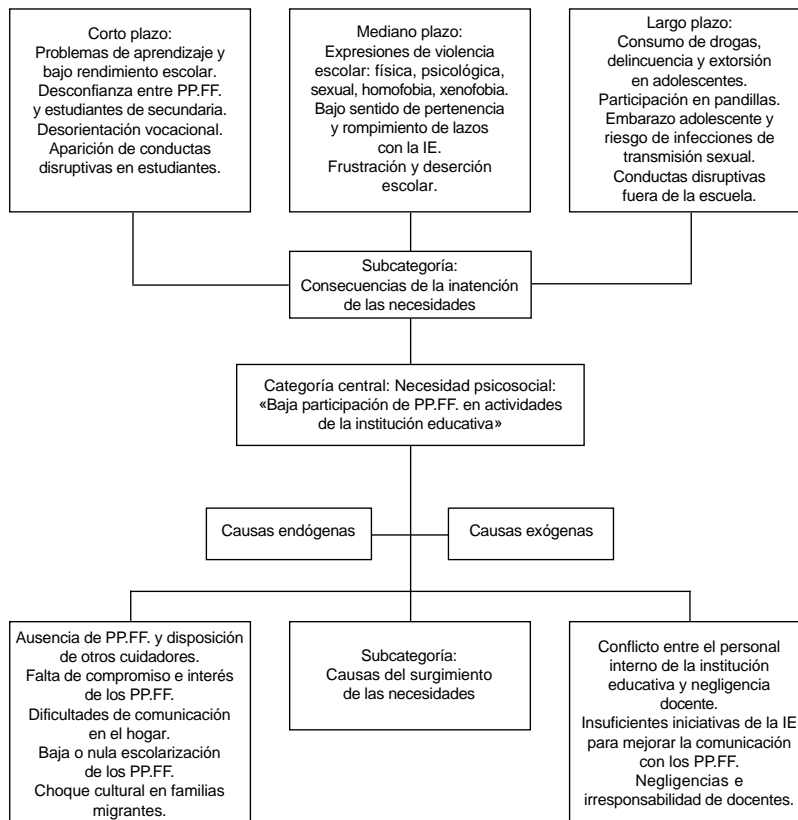 Corto plazo:
Problemas de aprendizaje y
bajo rendimiento escolar.
Desconfianza entre PP.FF.
y estudiantes de secundaria.
Desorientación vocacional.
Aparición de conductas
disruptivas en estudiantes.
Mediano plazo:
Expresiones de violencia
escolar: física, psicológica,
sexual, homofobia, xenofobia.
Bajo sentido de pertenencia
y rompimiento de lazos
con la IE.
Frustración y deserción
escolar.
Largo plazo:
Consumo de drogas,
delincuencia y extorsión
en adolescentes.
Participación en pandillas.
Embarazo adolescente y
riesgo de infecciones de
transmisión sexual.
Conductas disruptivas
fuera de la escuela.
Subcategoría:
Consecuencias de la inatención
de las necesidades
Categoría central: Necesidad psicosocial:
«Baja participación de PP.FF. en actividades
de la institución educativa»
Causas endógenas
Causas exógenas
Ausencia de PP.FF. y disposición
de otros cuidadores.
Falta de compromiso e interés
de los PP.FF.
Dificultades de comunicación
en el hogar.
Baja o nula escolarización
de los PP.FF.
Choque cultural en familias
migrantes.
Subcategoría:
Causas del surgimiento
de las necesidades
Conflicto entre el personal
interno de la institución
educativa y negligencia
docente.
Insuficientes iniciativas de la IE
para mejorar la comunicación
con los PP.FF.
Negligencias e
irresponsabilidad de docentes.